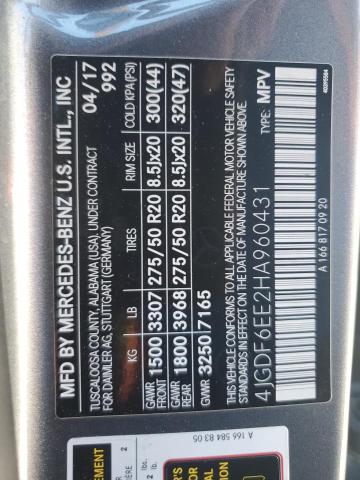 MFD BY MERCEDES-BENZ U.S. INTL., INC
TUSCALOOSA COUNTY, ALABAMA (USA), UNDER CONTRACT
FOR DAIMLER AG, STUTTGART (GERMANY)
04/17
992
KG LB TIRES RIM SIZE COLD KPA (PSI)
GAWR FRONT 1500 3307 275/50 R20 8.5Jx20 300(44)
GAWR REAR 1800 3968 275/50 R20 8.5Jx20 320(47)
GVWR 3250 7165
THIS VEHICLE CONFORMS TO ALL APPLICABLE FEDERAL MOTOR VEHICLE SAFETY
STANDARDS IN EFFECT ON THE DATE OF MANUFACTURE SHOWN ABOVE.
4JGDF6EE2HA960431 TYPE: MPV
A 166 817 09 20
A 166 584 83 05